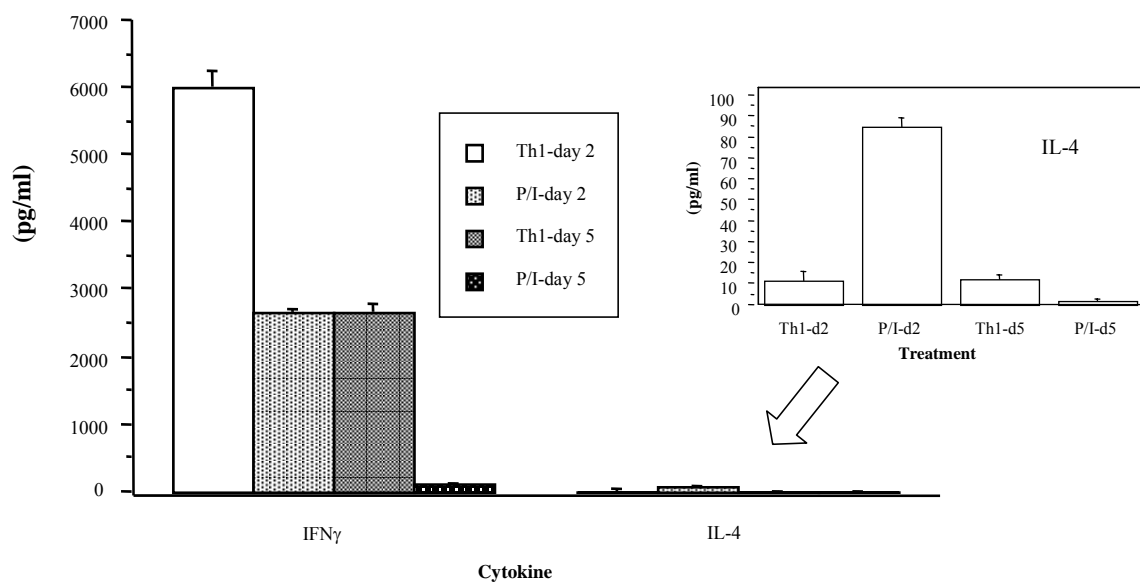 7000
6000
5000
4000
3000
2000
1000
0
(pg/ml)
Th1-day 2
P/I-day 2
Th1-day 5
P/I-day 5
IFNγ
IL-4
Cytokine
100
90
80
70
60
50
40
30
20
10
0
(pg/ml)
IL-4
Th1-d2 P/I-d2 Th1-d5 P/I-d5
Treatment